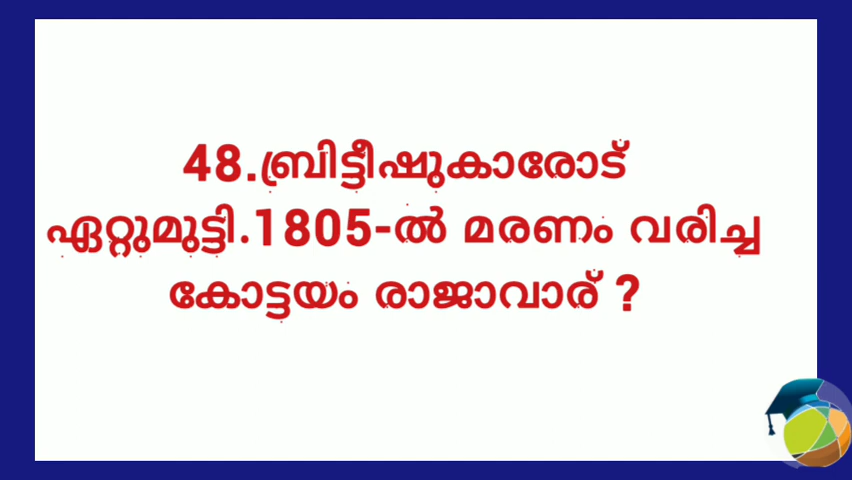 48.ബ്രിട്ടീഷുകാരോട്
ഏറ്റുമുട്ടി.1805-ൽ മരണം വരിച്ച
കോട്ടയം രാജാവാര് ?